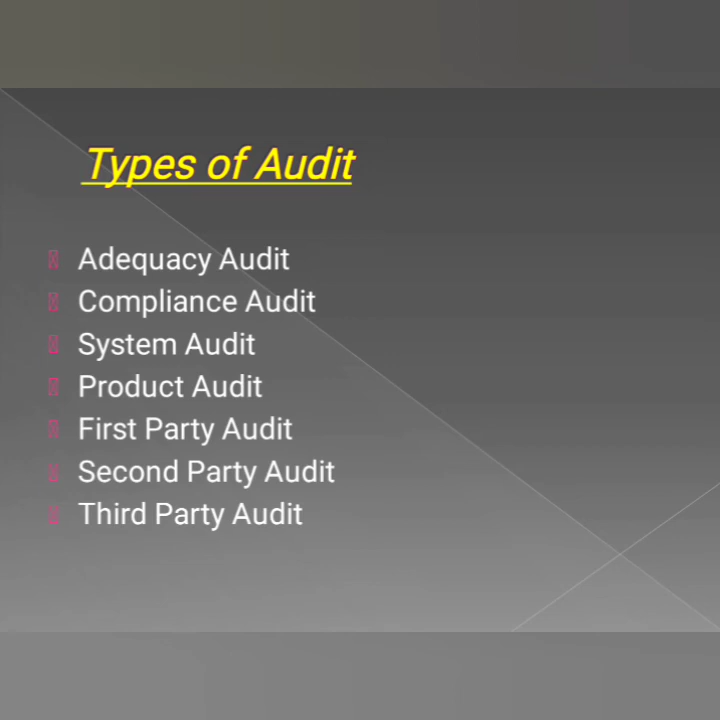 Types of Audit
Adequacy Audit
Compliance Audit
System Audit
Product Audit
First Party Audit
Second Party Audit
Third Party Audit